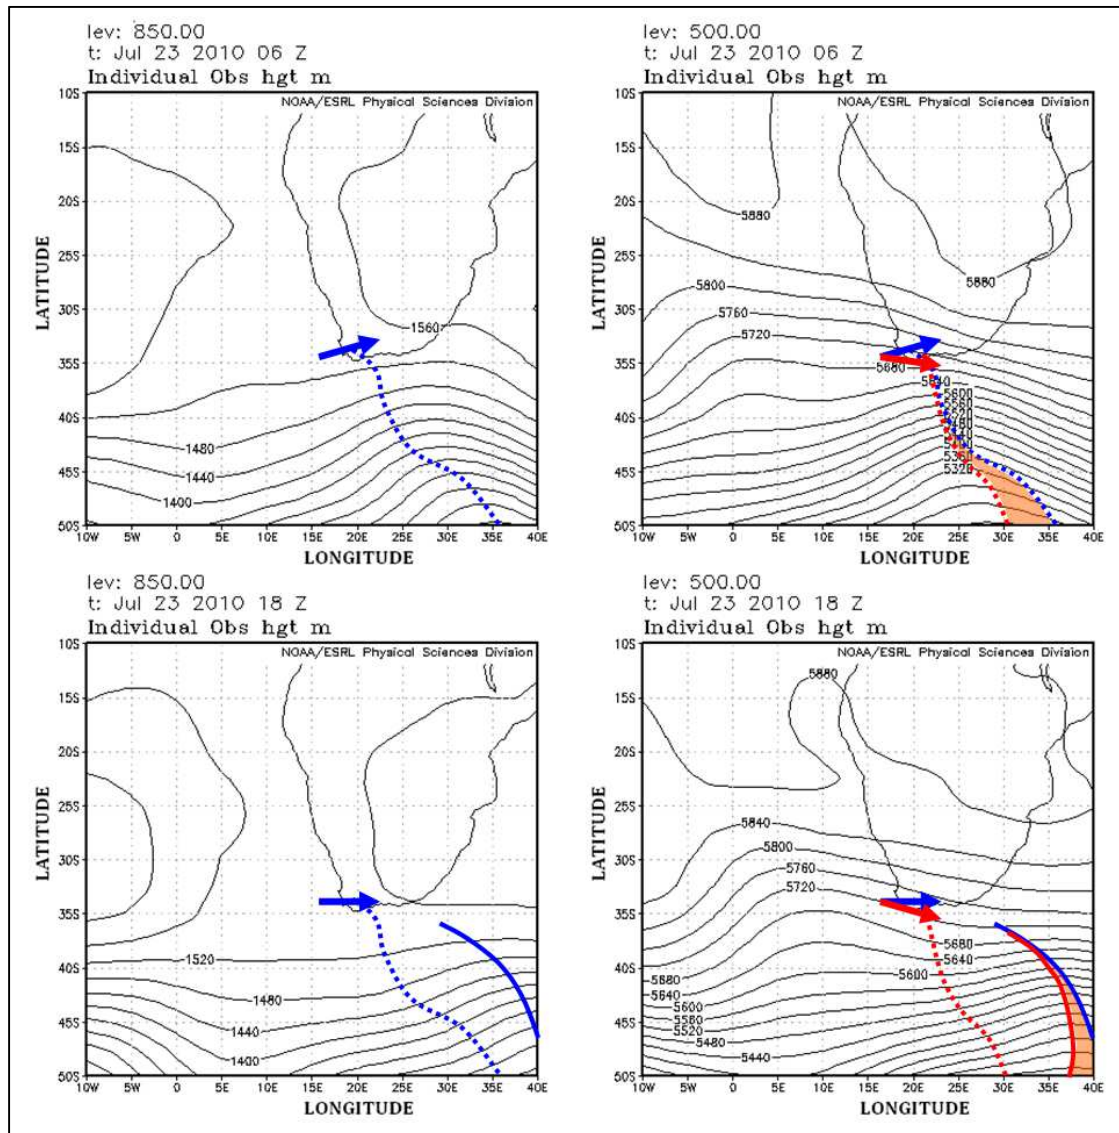 lev: 850.00
t: Jul 23 2010 06 Z
Individual Obs hgt m
NOAA/ESRL Physical Sciences Division
10S
15S
20S
25S
30S
35S
40S
45S
50S
LATITUDE
1560
1480
1440
1400
10W 5W 0 5E 10E 15E 20E 25E 30E 35E 40E
LONGITUDE
lev: 500.00
t: Jul 23 2010 06 Z
Individual Obs hgt m
NOAA/ESRL Physical Sciences Division
10S
15S
20S
25S
30S
35S
40S
45S
50S
LATITUDE
5880
5880
5800
5760
5720
5680
5640
5600
5560
5520
5320
10W 5W 0 5E 10E 15E 20E 25E 30E 35E 40E
LONGITUDE
lev: 850.00
t: Jul 23 2010 18 Z
Individual Obs hgt m
NOAA/ESRL Physical Sciences Division
10S
15S
20S
25S
30S
35S
40S
45S
50S
LATITUDE
1520
1480
1440
1400
10W 5W 0 5E 10E 15E 20E 25E 30E 35E 40E
LONGITUDE
lev: 500.00
t: Jul 23 2010 18 Z
Individual Obs hgt m
NOAA/ESRL Physical Sciences Division
10S
15S
20S
25S
30S
35S
40S
45S
50S
LATITUDE
5880
5840
5800
5760
5720
5680
5640
5600
5680
5640
5600
5560
5520
5480
5440
10W 5W 0 5E 10E 15E 20E 25E 30E 35E 40E
LONGITUDE